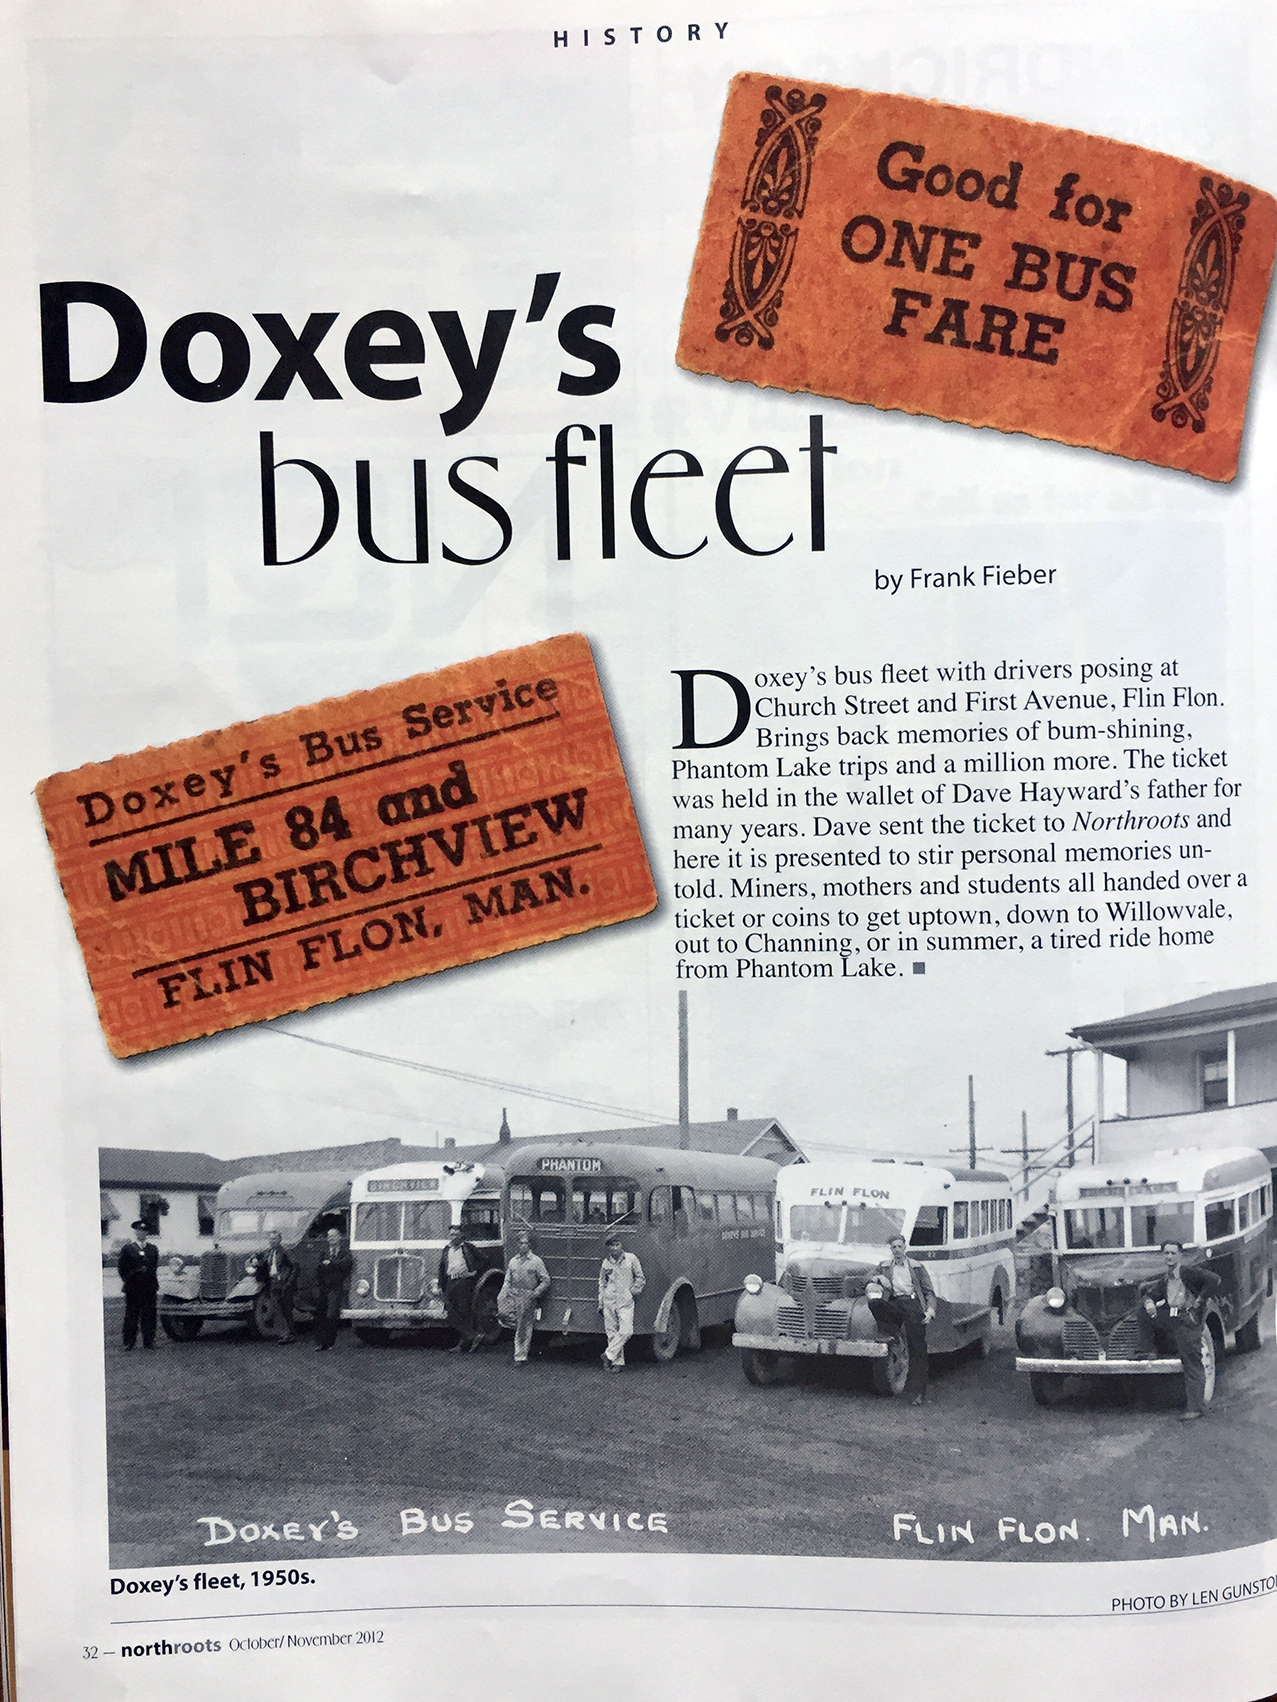 HISTORY
Good for
ONE BUS
FARE
Doxey's
bus fleet
by Frank Fieber
Doxey's Bus Service
MILE 84 and
BIRCHVIEW
FLIN FLON, MAN.
Doxey's bus fleet with drivers posing at
Church Street and First Avenue, Flin Flon.
Brings back memories of bum-shining,
Phantom Lake trips and a million more. The ticket
was held in the wallet of Dave Hayward's father for
many years. Dave sent the ticket to Northroots and
here it is presented to stir personal memories un-
told. Miners, mothers and students all handed over a
ticket or coins to get uptown, down to Willowvale,
out to Channing, or in summer, a tired ride home
from Phantom Lake. ■
BIRCHVIEW
PHANTOM
DOXEYS BUS SERVICE
FLIN FLON
DOXEY'S BUS SERVICE
FLIN FLON. MAN.
Doxey's fleet, 1950s.
PHOTO BY LEN GUNSTO
32 – northroots October/ November 2012